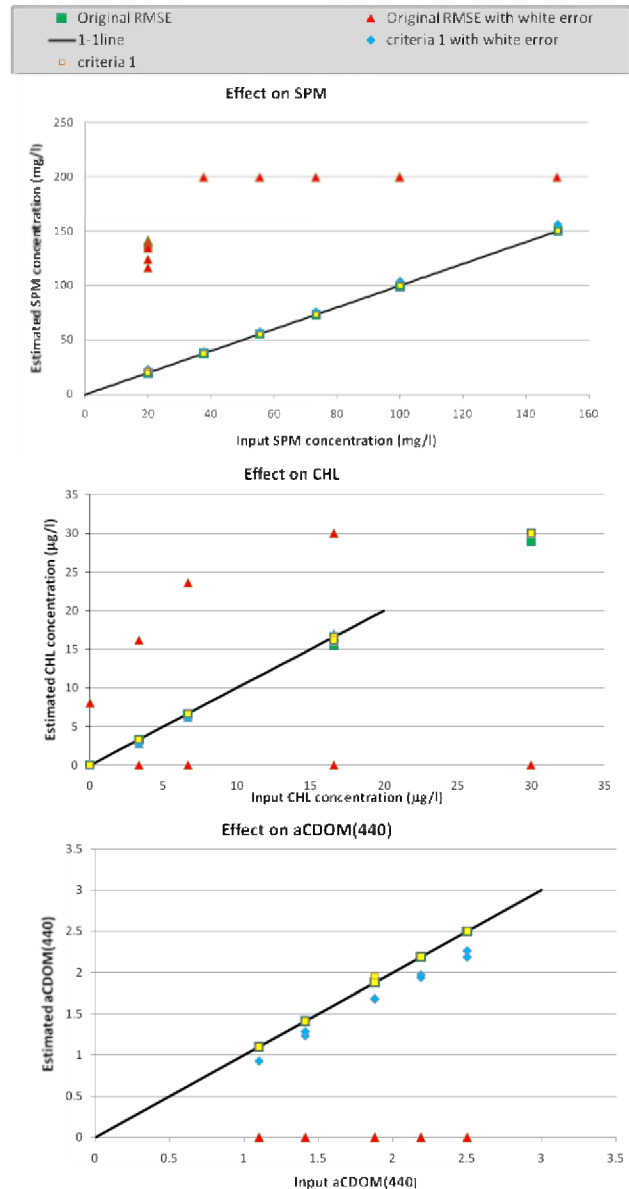 Original RMSE
Original RMSE with white error
1-1line
criteria 1 with white error
criteria 1
Effect on SPM
Estimated SPM concentration (mg/l)
250
200
150
100
50
0
0 20 40 60 80 100 120 140 160
Input SPM concentration (mg/l)
Effect on CHL
Estimated CHL concentration (µg/l)
35
30
25
20
15
10
5
0
0 5 10 15 20 25 30 35
Input CHL concentration (µg/l)
Effect on aCDOM(440)
Estimated aCDOM(440)
3.5
3
2.5
2
1.5
1
0.5
0
0 0.5 1 1.5 2 2.5 3 3.5
Input aCDOM(440)